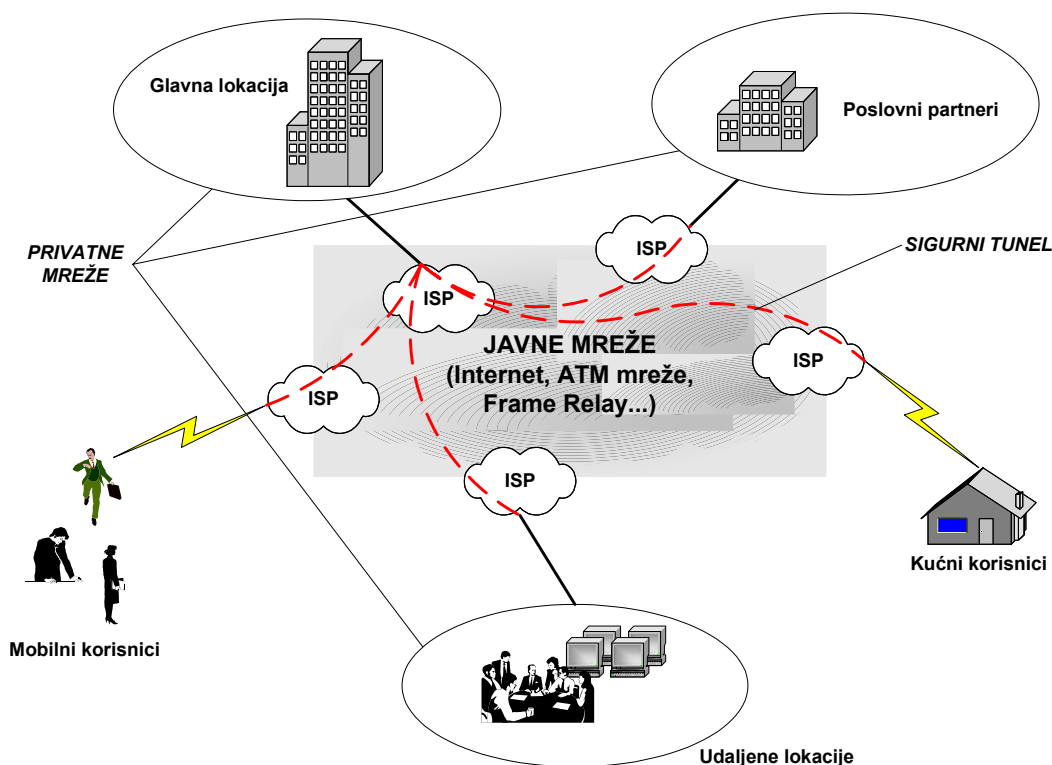 Glavna lokacija
Poslovni partneri
PRIVATNE
MREŽE
ISP
SIGURNI TUNEL
ISP
JAVNE MREŽE
(Internet, ATM mreže,
Frame Relay...)
ISP
ISP
ISP
Kućni korisnici
Mobilni korisnici
Udaljene lokacije